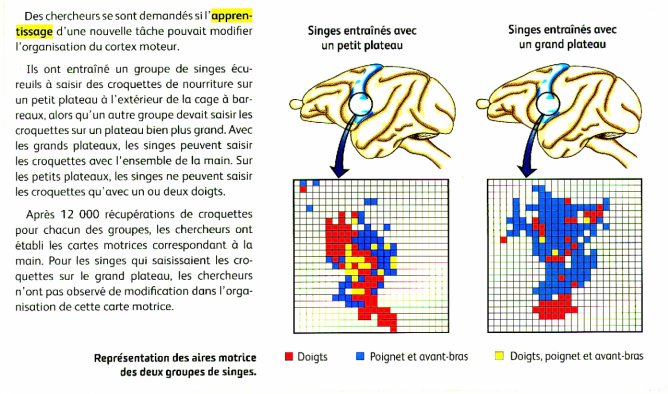 Des chercheurs se sont demandés si l'appren-
tissage d'une nouvelle tâche pouvait modifier
l'organisation du cortex moteur.
Ils ont entraîné un groupe de singes écu-
reuils à saisir des croquettes de nourriture sur
un petit plateau à l'extérieur de la cage à bar-
reaux, alors qu'un autre groupe devait saisir les
croquettes sur un plateau bien plus grand. Avec
les grands plateaux, les singes peuvent saisir
les croquettes avec l'ensemble de la main. Sur
les petits plateaux, les singes ne peuvent saisir
les croquettes qu'avec un ou deux doigts.
Après 12 000 récupérations de croquettes
pour chacun des groupes, les chercheurs ont
établi les cartes motrices correspondant à la
main. Pour les singes qui saisissaient les cro-
quettes sur le grand plateau, les chercheurs
n'ont pas observé de modification dans l'orga-
nisation de cette carte motrice.
Singes entraînés avec
un petit plateau
Singes entraînés avec
un grand plateau
Représentation des aires motrice
des deux groupes de singes.
Doigts
Poignet et avant-bras
Doigts, poignet et avant-bras